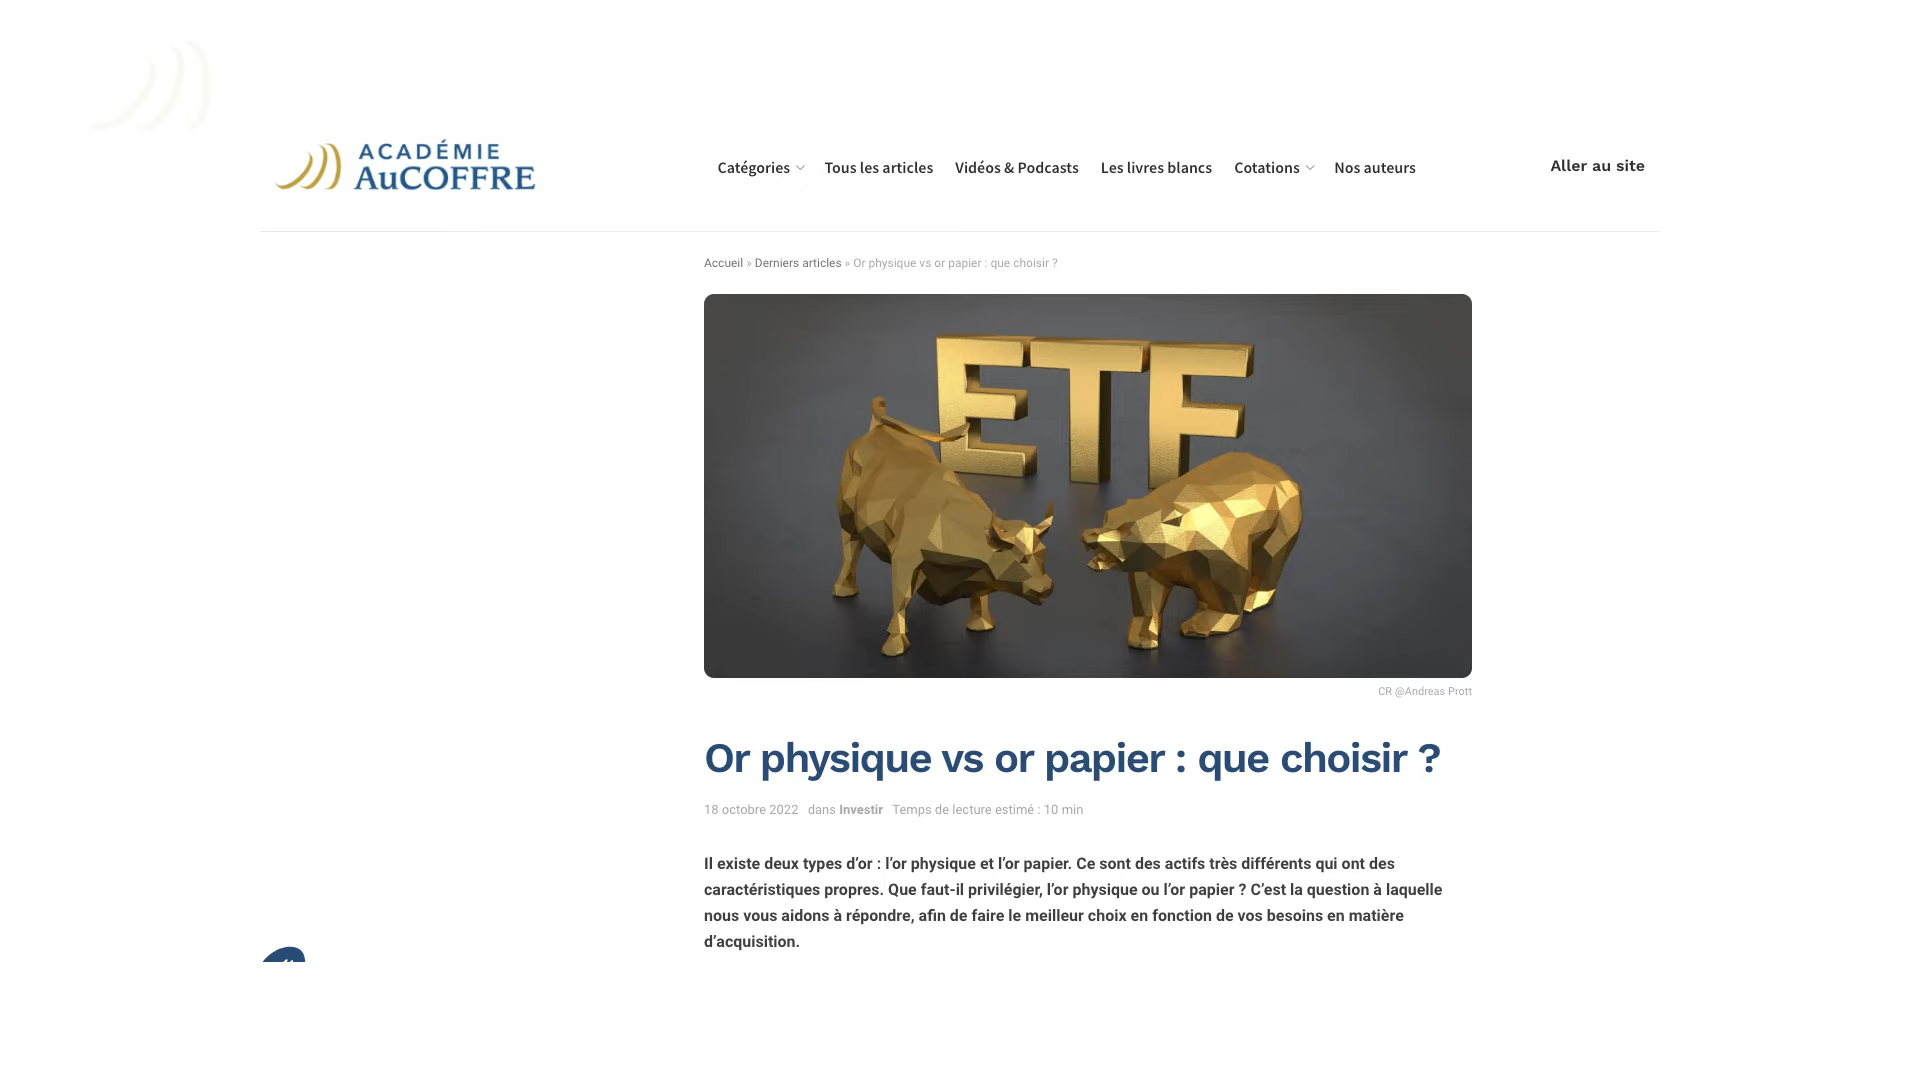 ACADÉMIE
AuCOFFRE
Catégories Tous les articles Vidéos & Podcasts Les livres blancs Cotations Nos auteurs Aller au site
Accueil » Derniers articles » Or physique vs or papier : que choisir ?
ETF
CR @Andreas Prott
Or physique vs or papier : que choisir ?
18 octobre 2022 dans Investir Temps de lecture estimé : 10 min
Il existe deux types d’or : l’or physique et l’or papier. Ce sont des actifs très différents qui ont des
caractéristiques propres. Que faut-il privilégier, l’or physique ou l’or papier ? C’est la question à laquelle
nous vous aidons à répondre, afin de faire le meilleur choix en fonction de vos besoins en matière
d’acquisition.